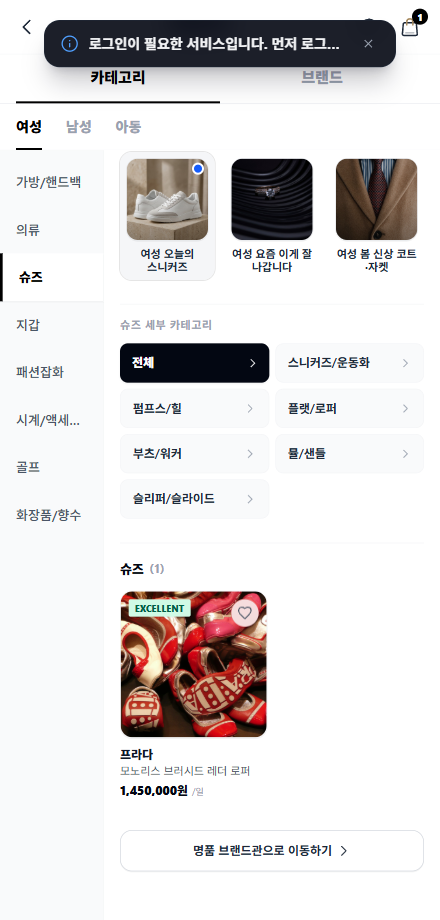 로그인이 필요한 서비스입니다. 먼저 로그...
1
카테고리
브랜드
여성
남성
아동
가방/핸드백
의류
슈즈
지갑
패션잡화
시계/액세...
골프
화장품/향수
여성 오늘의
스니커즈
여성 요즘 이게 잘
나갑니다
여성 봄 신상 코트
·자켓
슈즈 세부 카테고리
전체
스니커즈/운동화
펌프스/힐
플랫/로퍼
부츠/워커
뮬/샌들
슬리퍼/슬라이드
슈즈 (1)
EXCELLENT
프라다
모노리스 브러시드 레더 로퍼
1,450,000원 /일
명품 브랜드관으로 이동하기